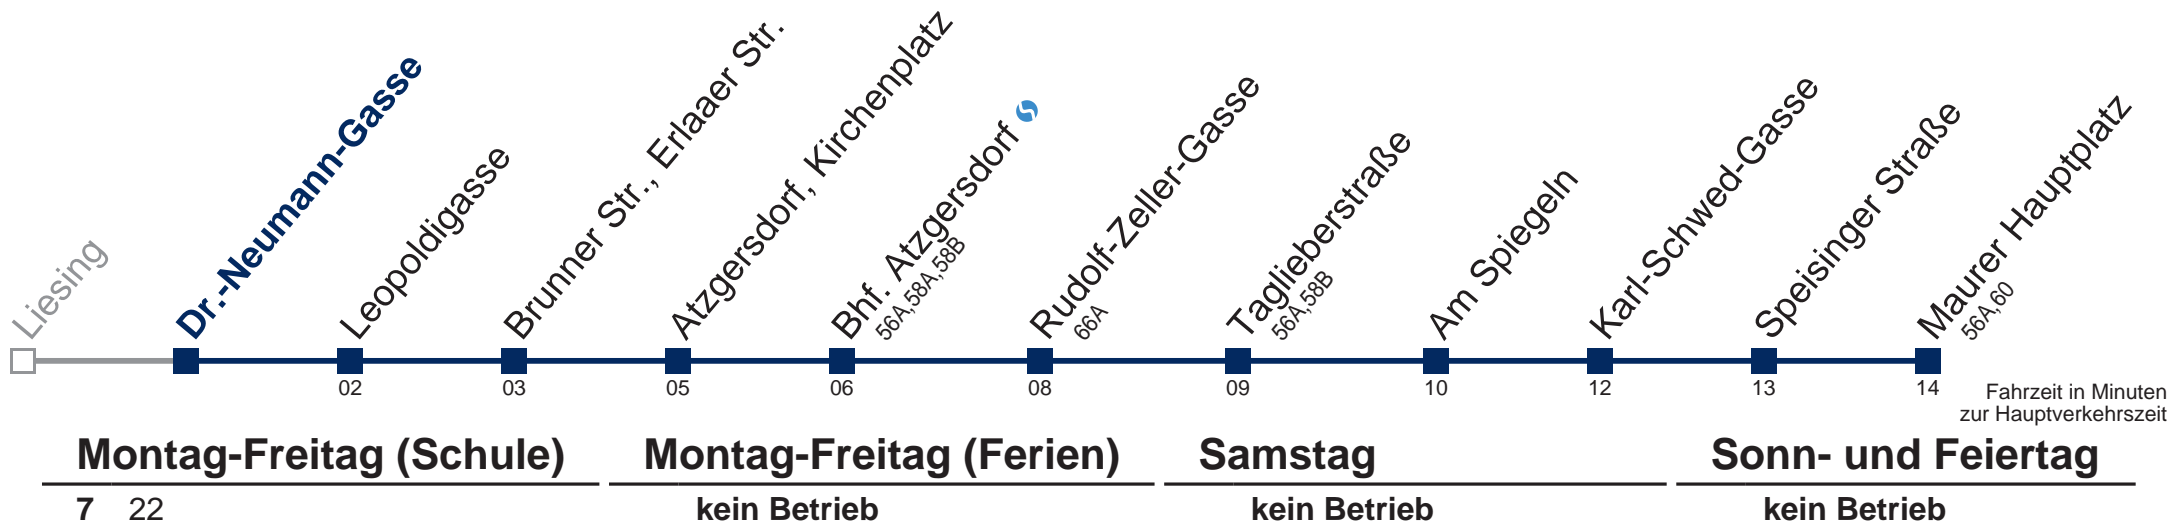 Liesing
Dr.-Neumann-Gasse
Leopoldigasse
Brunner Str., Erlaaer Str.
Atzgersdorf, Kirchenplatz
Bhf. Atzgersdorf
56A,58A,58B
Rudolf-Zeller-Gasse
66A
Taglieberstraße
56A,58B
Am Spiegeln
Karl-Schwed-Gasse
Speisinger Straße
Maurer Hauptplatz
56A,60
02 03 05 06 08 09 10 12 13 14
Fahrzeit in Minuten
zur Hauptverkehrszeit
Montag-Freitag (Schule) Montag-Freitag (Ferien) Samstag Sonn- und Feiertag
7 22 kein Betrieb kein Betrieb kein Betrieb